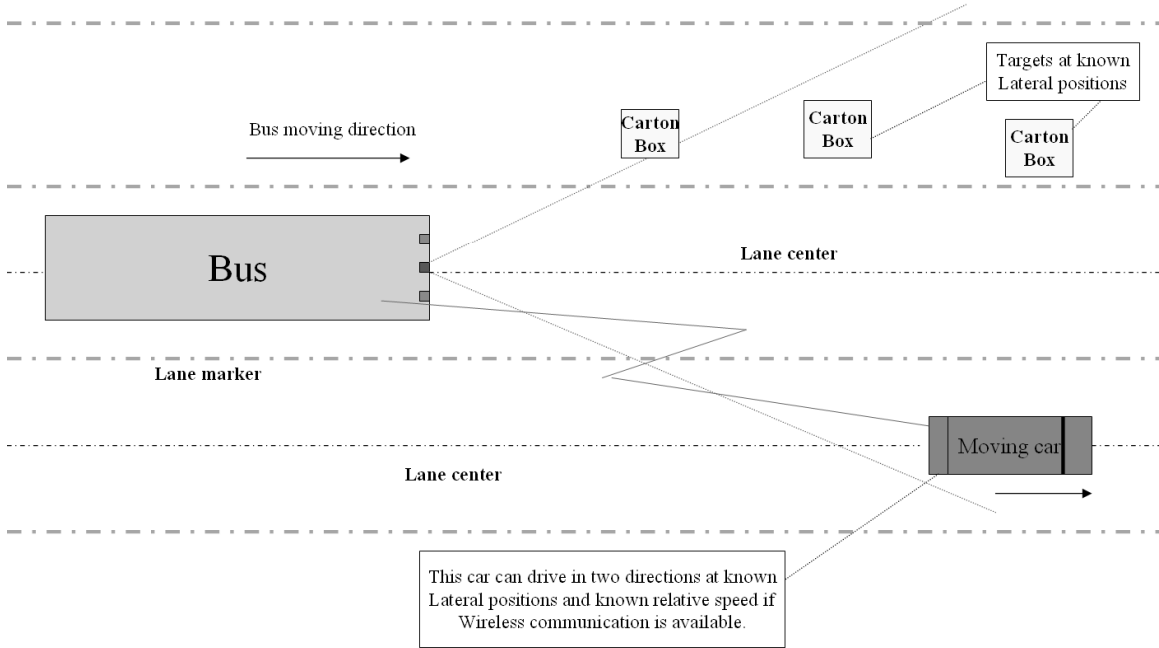 Targets at known
Lateral positions
Carton
Box
Carton
Box
Carton
Box
Bus moving direction
Bus
Lane center
Lane marker
Moving car
Lane center
This car can drive in two directions at known
Lateral positions and known relative speed if
Wireless communication is available.